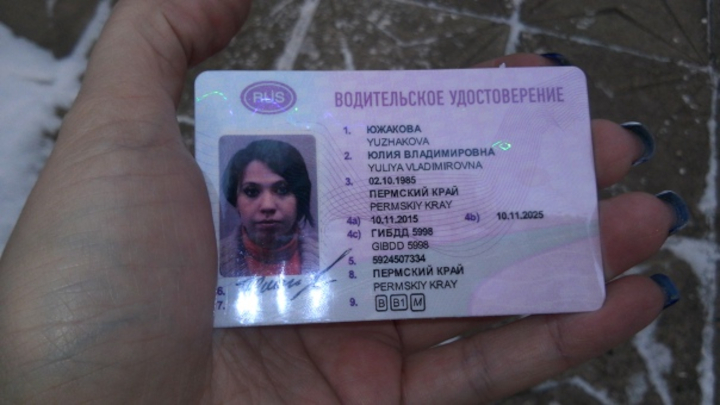 RUS
ВОДИТЕЛЬСКОЕ УДОСТОВЕРЕНИЕ
1. ЮЖАКОВА
YUZHAKOVA
2. ЮЛИЯ ВЛАДИМИРОВНА
YULIYA VLADIMIROVNA
3. 02.10.1985
ПЕРМСКИЙ КРАЙ
PERMSKIY KRAY
4a) 10.11.2015 4b) 10.11.2025
4c) ГИБДД 5998
GIBDD 5998
5. 5924507334
8. ПЕРМСКИЙ КРАЙ
PERMSKIY KRAY
6.
7.
9. B B1 M